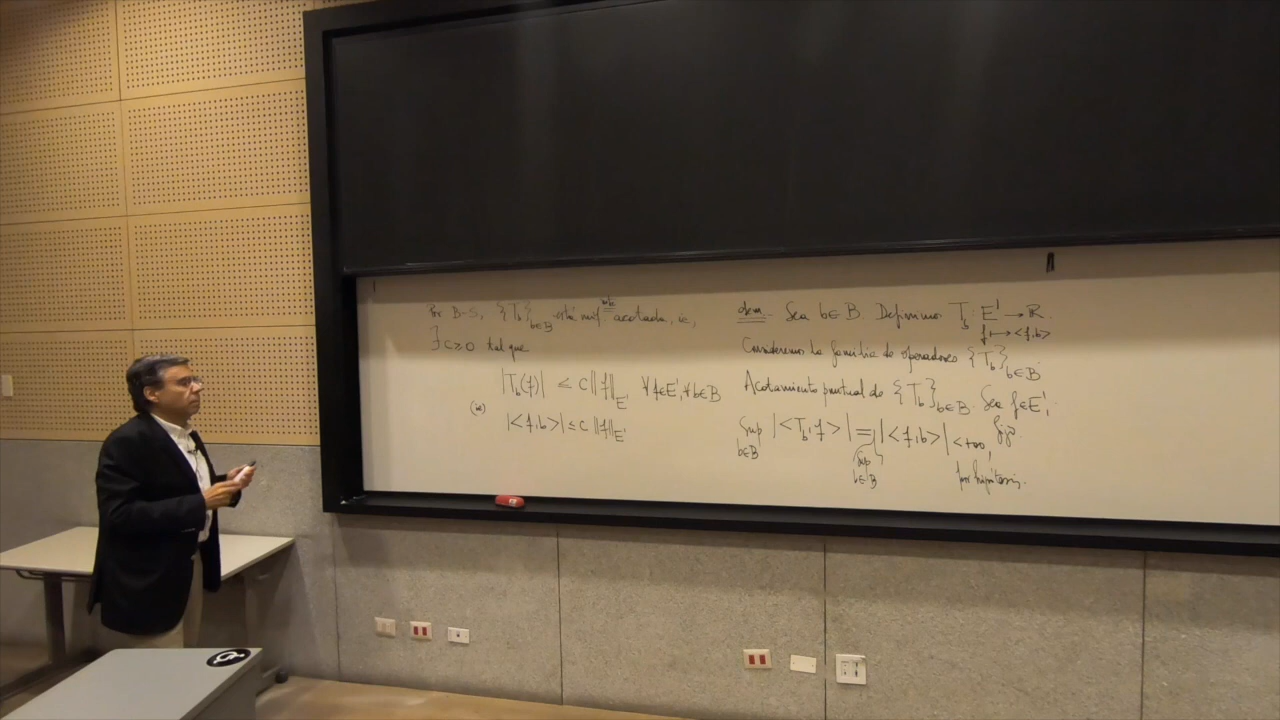 Por B-S, {T_b}_{b∈B} está unif^{mte} acotada, ie,
∃ C≥0 tal que
|T_b(f)| ≤ C ||f||_{E'} ∀f∈E', ∀b∈B
|<f,b>| ≤ C ||f||_{E'}
dem.- Sea b∈B. Definimos T_b: E' → ℝ.
f ↦ <f,b>
Consideremos la familia de operadores {T_b}_{b∈B}.
Acotamiento puntual de {T_b}_{b∈B}. Sea f∈E',
fijo.
Sup_{b∈B} |<T_b, f>| = Sup_{b∈B} |<f,b>| < +∞,
por hipótesis.